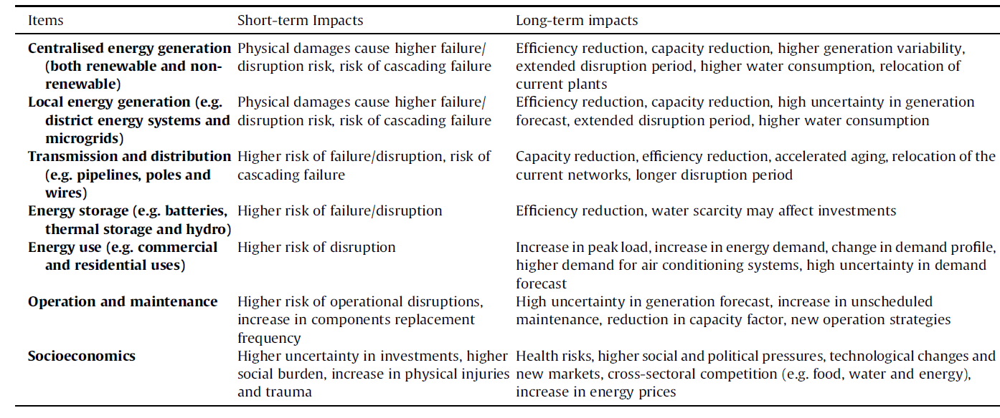 Items Short-term Impacts Long-term impacts
Centralised energy generation Physical damages cause higher failure/ Efficiency reduction, capacity reduction, higher generation variability,
(both renewable and non- disruption risk, risk of cascading failure extended disruption period, higher water consumption, relocation of
renewable) current plants
Local energy generation (e.g. Physical damages cause higher failure/ Efficiency reduction, capacity reduction, high uncertainty in generation
district energy systems and disruption risk, risk of cascading failure forecast, extended disruption period, higher water consumption
microgrids)
Transmission and distribution Higher risk of failure/disruption, risk of Capacity reduction, efficiency reduction, accelerated aging, relocation of the
(e.g. pipelines, poles and cascading failure current networks, longer disruption period
wires)
Energy storage (e.g. batteries, Higher risk of failure/disruption Efficiency reduction, water scarcity may affect investments
thermal storage and hydro)
Energy use (e.g. commercial Higher risk of disruption Increase in peak load, increase in energy demand, change in demand profile,
and residential uses) higher demand for air conditioning systems, high uncertainty in demand
forecast
Operation and maintenance Higher risk of operational disruptions, High uncertainty in generation forecast, increase in unscheduled
increase in components replacement maintenance, reduction in capacity factor, new operation strategies
frequency
Socioeconomics Higher uncertainty in investments, higher Health risks, higher social and political pressures, technological changes and
social burden, increase in physical injuries new markets, cross-sectoral competition (e.g. food, water and energy),
and trauma increase in energy prices